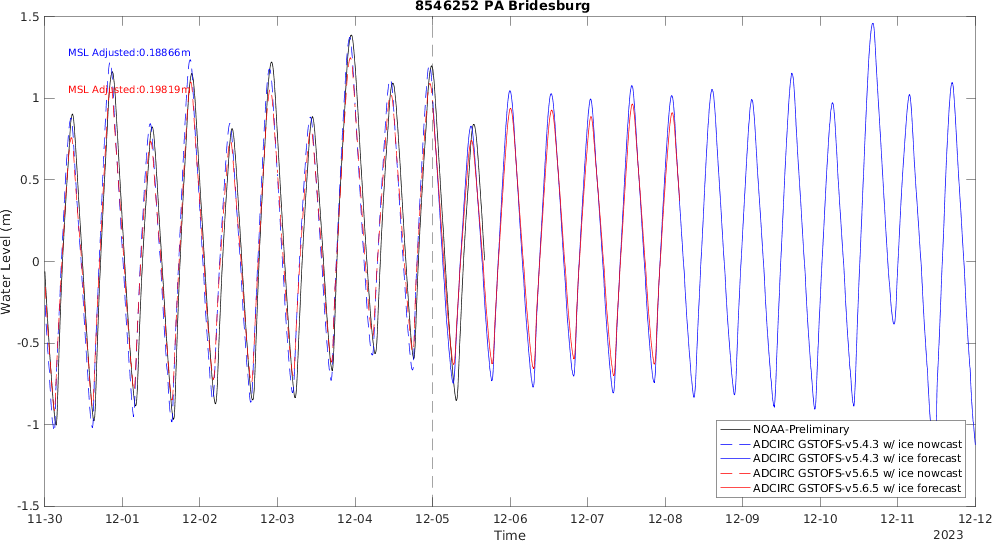 8546252 PA Bridesburg
1.5
1
0.5
0
-0.5
-1
-1.5
Water Level (m)
MSL Adjusted:0.18866m
MSL Adjusted:0.19819m
NOAA-Preliminary
ADCIRC GSTOFS-v5.4.3 w/ ice nowcast
ADCIRC GSTOFS-v5.4.3 w/ ice forecast
ADCIRC GSTOFS-v5.6.5 w/ ice nowcast
ADCIRC GSTOFS-v5.6.5 w/ ice forecast
11-30 12-01 12-02 12-03 12-04 12-05 12-06 12-07 12-08 12-09 12-10 12-11 12-12
Time
2023